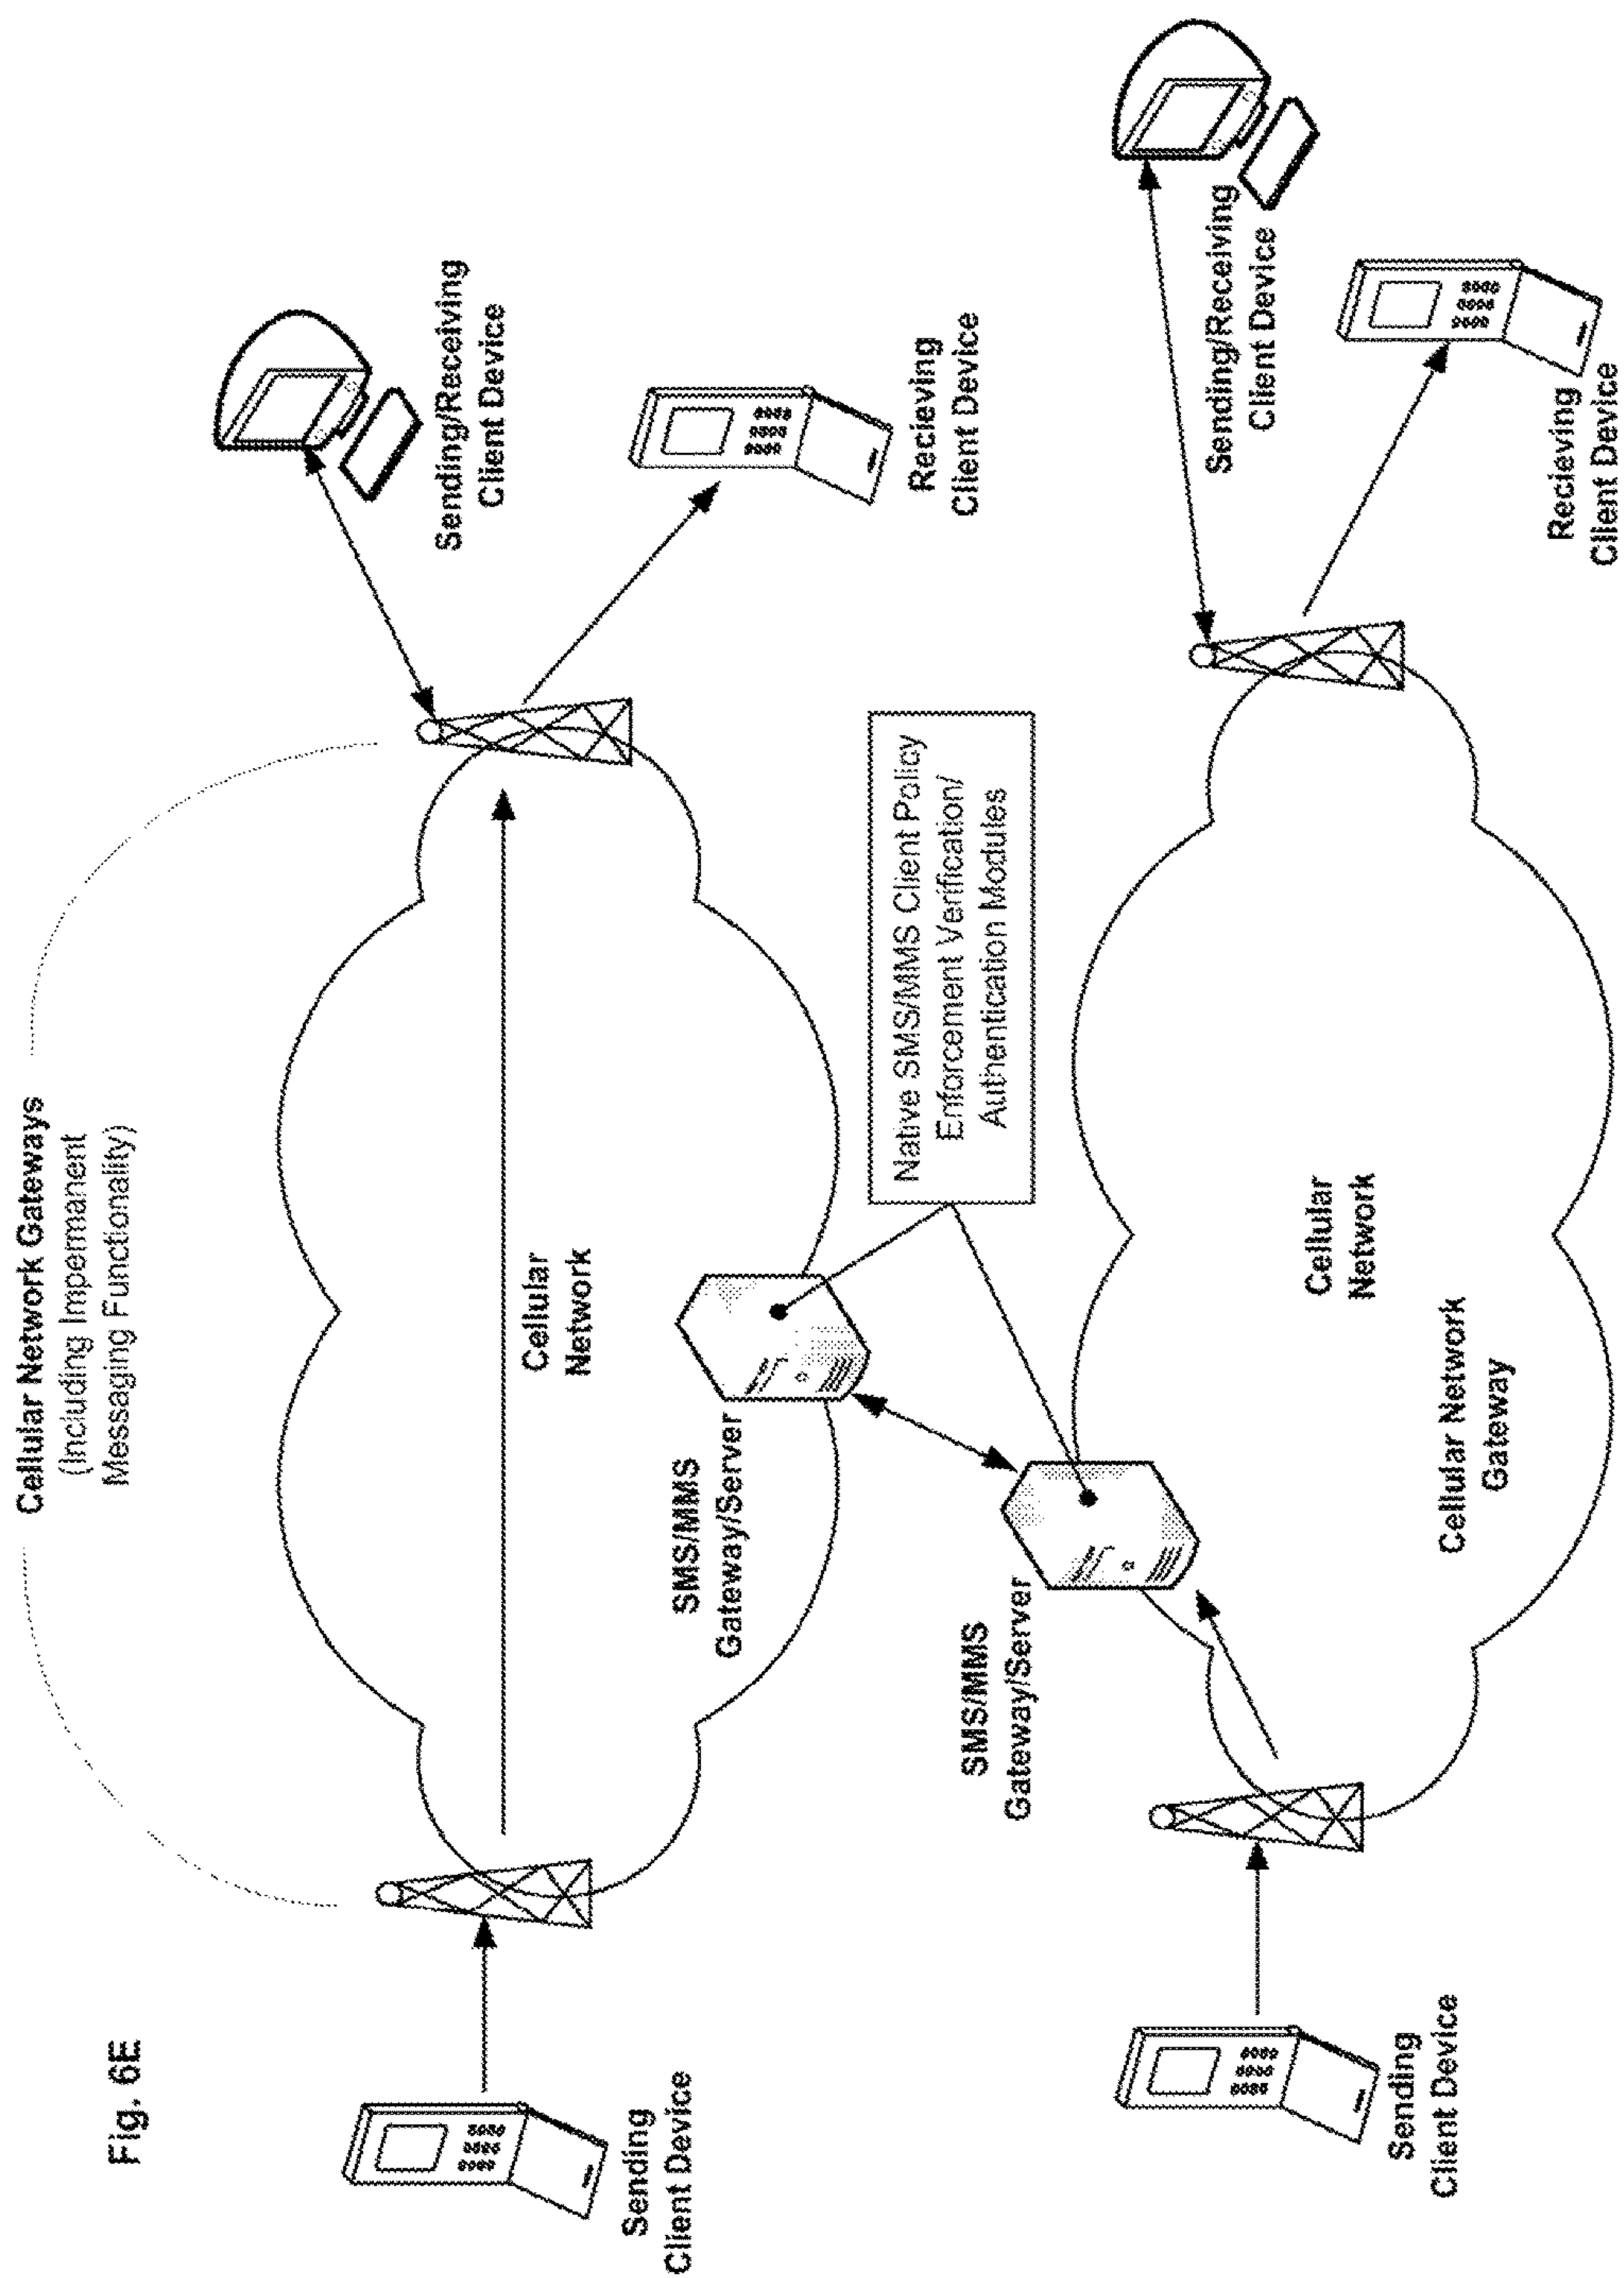 Fig. 6E
Cellular Network Gateways
(Including Impermanent
Messaging Functionality)
Sending
Client Device
Cellular
Network
SMS/MMS
Gateway/Server
Sending/Receiving
Client Device
Recieving
Client Device
Native SMS/MMS Client Policy
Enforcement Verification/
Authentication Modules
SMS/MMS
Gateway/Server
Sending
Client Device
Cellular
Network
Cellular Network
Gateway
Sending/Receiving
Client Device
Recieving
Client Device